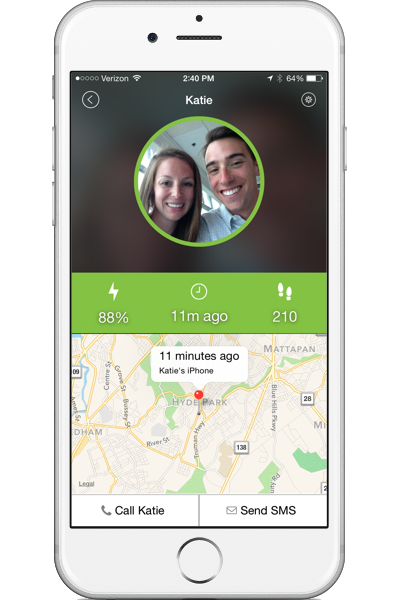 Verizon 2:40 PM 64%
Katie
88% 11m ago 210
11 minutes ago
Katie's iPhone
MATTAPAN
09
Centre St
Grove St
Bussey St
HYDE PARK
Blue Hills Pkwy
28
Truman Hwy
River St
138
Legal
Call Katie Send SMS